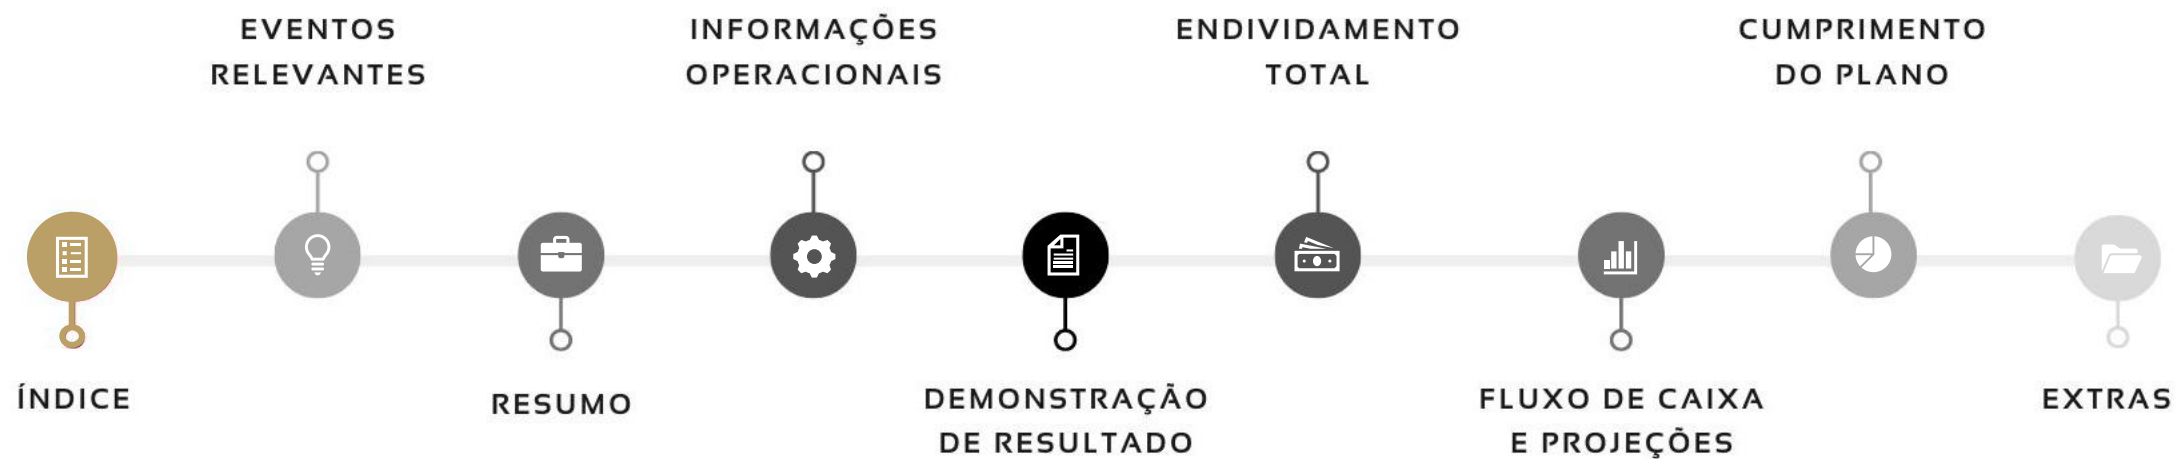 ÍNDICE
EVENTOS
RELEVANTES
RESUMO
INFORMAÇÕES
OPERACIONAIS
DEMONSTRAÇÃO
DE RESULTADO
ENDIVIDAMENTO
TOTAL
FLUXO DE CAIXA
E PROJEÇÕES
CUMPRIMENTO
DO PLANO
EXTRAS